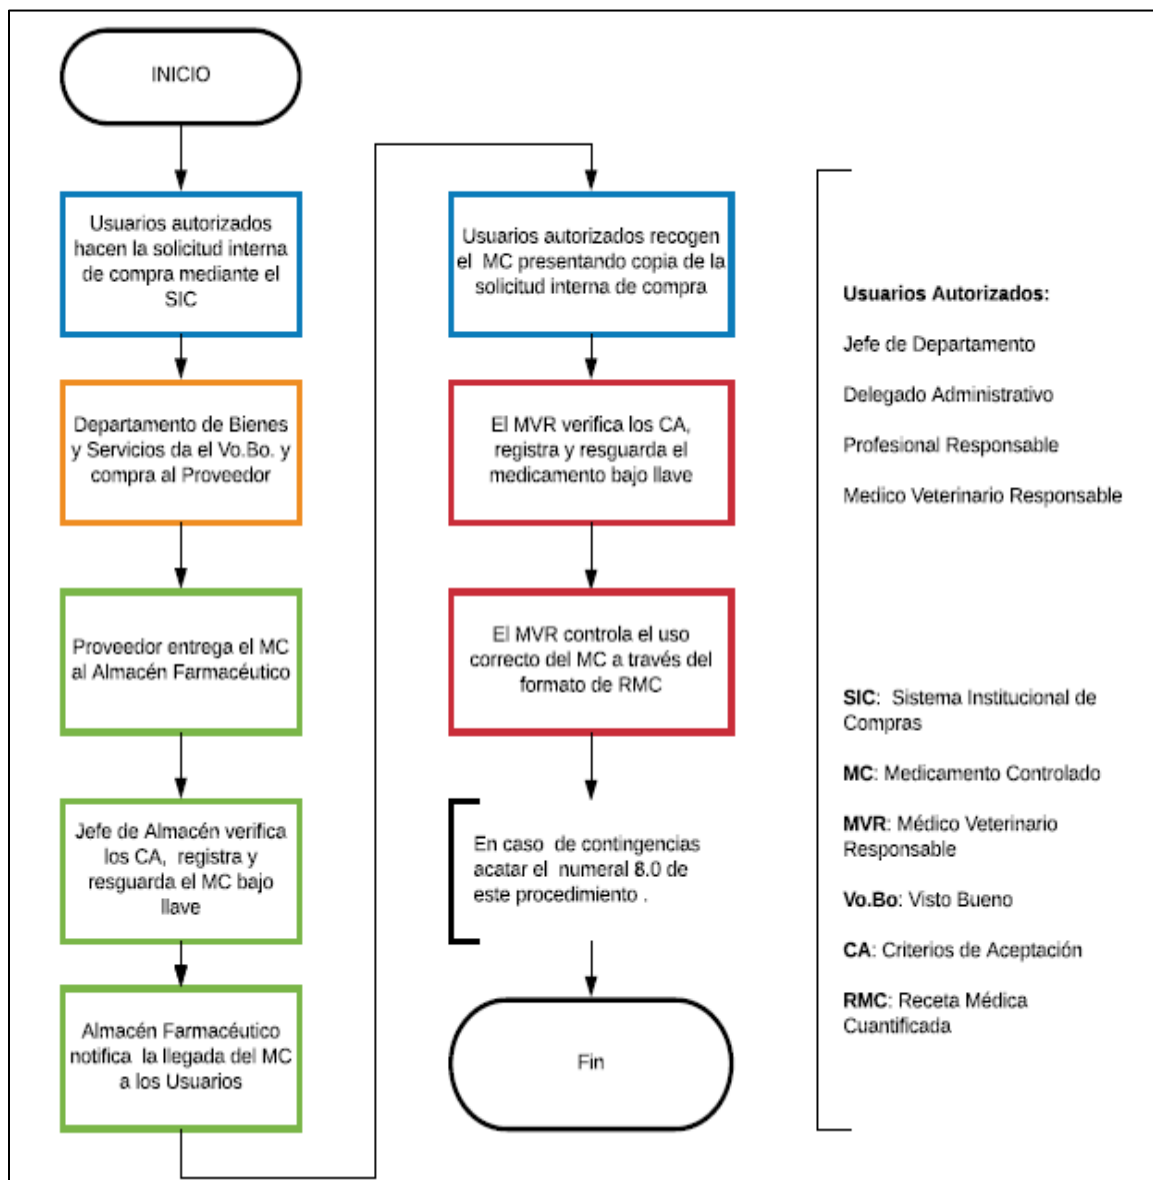 INICIO
Usuarios autorizados
hacen la solicitud interna
de compra mediante el
SIC
Departamento de Bienes
y Servicios da el Vo.Bo. y
compra al Proveedor
Proveedor entrega el MC
al Almacén Farmacéutico
Jefe de Almacén verifica
los CA, registra y
resguarda el MC bajo
llave
Almacén Farmacéutico
notifica la llegada del MC
a los Usuarios
Usuarios autorizados recogen
el MC presentando copia de la
solicitud interna de compra
El MVR verifica los CA,
registra y resguarda el
medicamento bajo llave
El MVR controla el uso
correcto del MC a través del
formato de RMC
En caso de contingencias
acatar el numeral 8.0 de
este procedimiento .
Fin
Usuarios Autorizados:
Jefe de Departamento
Delegado Administrativo
Profesional Responsable
Medico Veterinario Responsable
SIC: Sistema Institucional de
Compras
MC: Medicamento Controlado
MVR: Médico Veterinario
Responsable
Vo.Bo: Visto Bueno
CA: Criterios de Aceptación
RMC: Receta Médica
Cuantificada